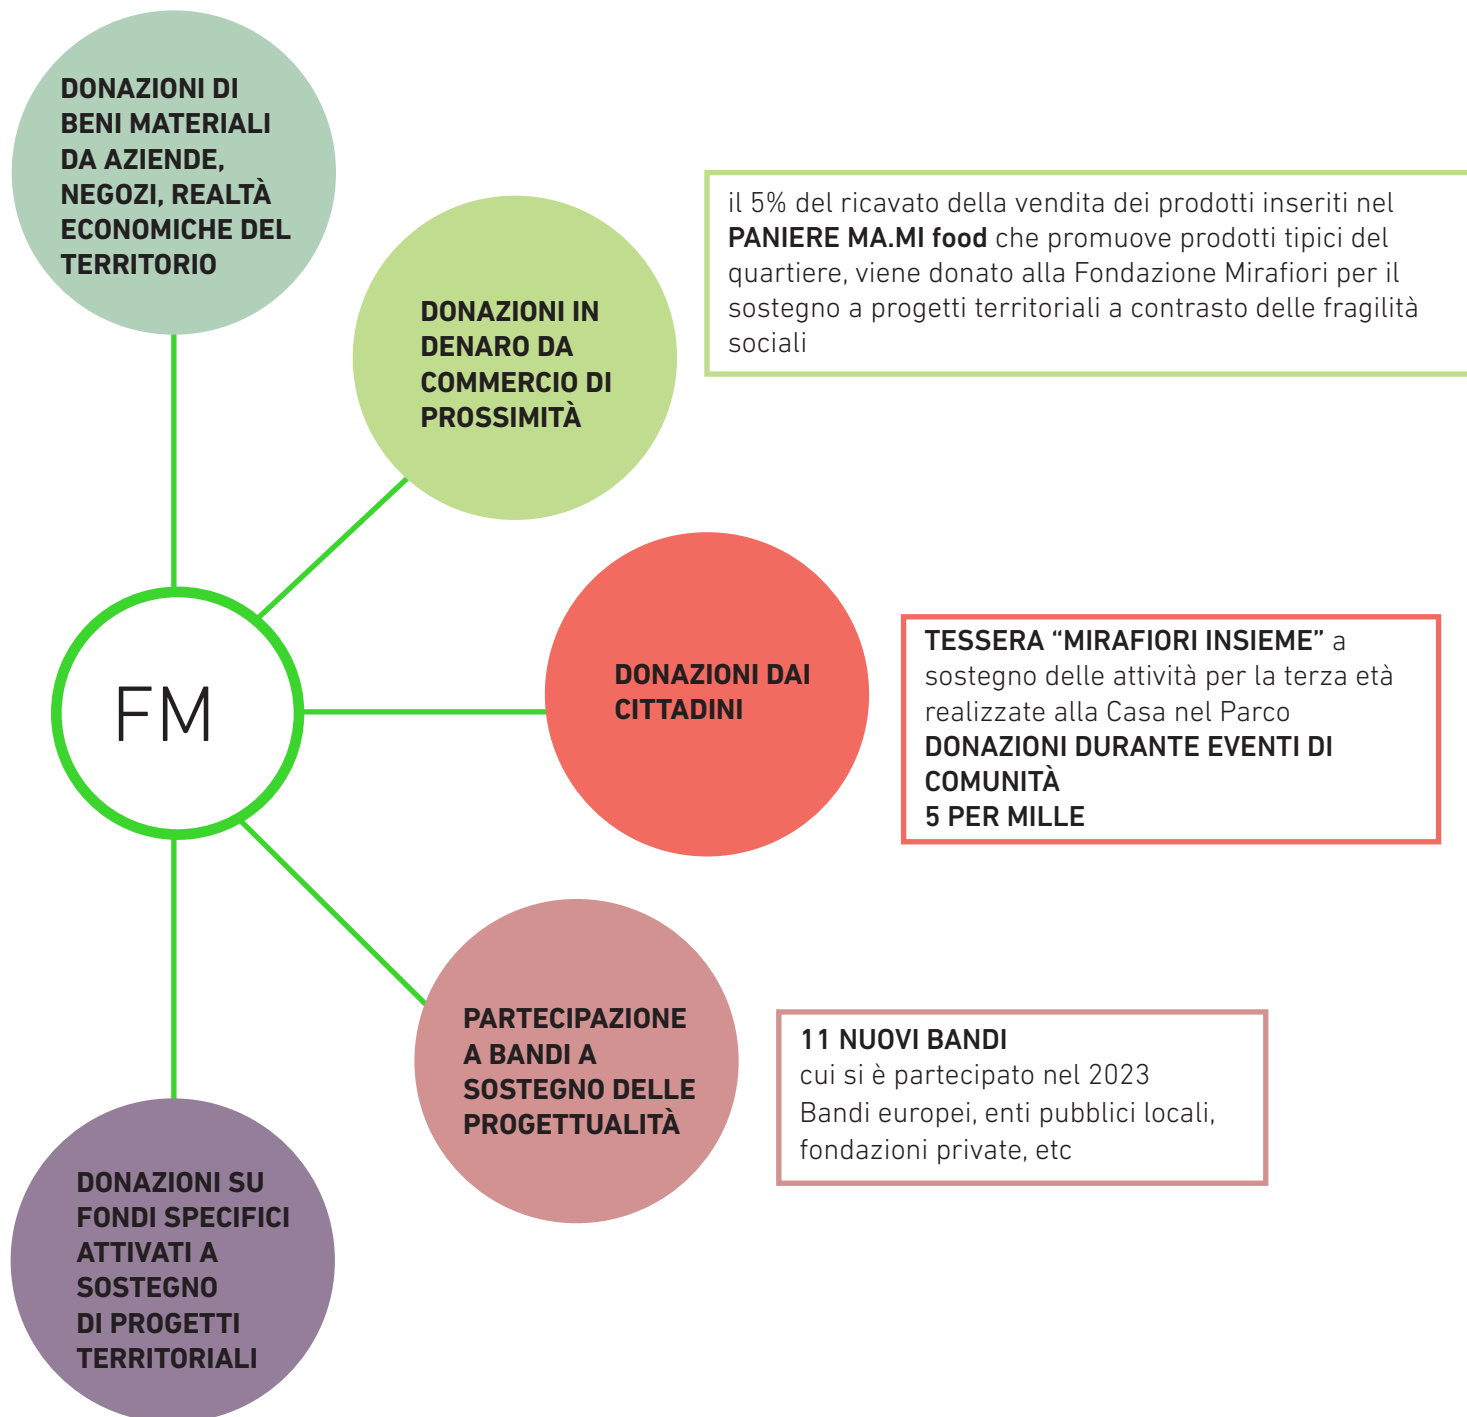 DONAZIONI DI
BENI MATERIALI
DA AZIENDE,
NEGOZI, REALTÀ
ECONOMICHE DEL
TERRITORIO
DONAZIONI IN
DENARO DA
COMMERCIO DI
PROSSIMITÀ
il 5% del ricavato della vendita dei prodotti inseriti nel
PANIERE MA.MI food che promuove prodotti tipici del
quartiere, viene donato alla Fondazione Mirafiori per il
sostegno a progetti territoriali a contrasto delle fragilità
sociali
FM
DONAZIONI DAI
CITTADINI
TESSERA “MIRAFIORI INSIEME” a
sostegno delle attività per la terza età
realizzate alla Casa nel Parco
DONAZIONI DURANTE EVENTI DI
COMUNITÀ
5 PER MILLE
PARTECIPAZIONE
A BANDI A
SOSTEGNO DELLE
PROGETTUALITÀ
11 NUOVI BANDI
cui si è partecipato nel 2023
Bandi europei, enti pubblici locali,
fondazioni private, etc
DONAZIONI SU
FONDI SPECIFICI
ATTIVATI A
SOSTEGNO
DI PROGETTI
TERRITORIALI